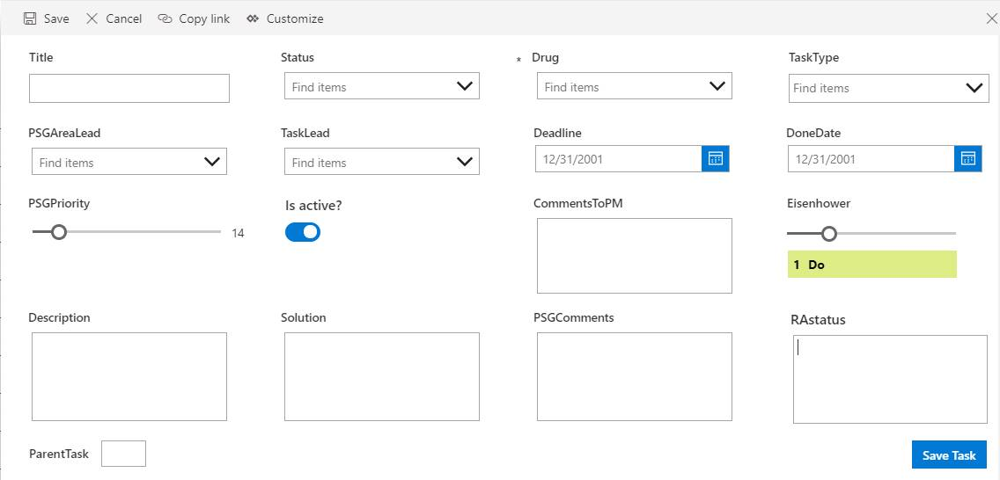 Save Cancel Copy link Customize
Title Status * Drug TaskType
Find items Find items Find items
PSGAreaLead TaskLead Deadline DoneDate
Find items Find items 12/31/2001 12/31/2001
PSGPriority Is active? CommentsToPM Eisenhower
14
1 Do
Description Solution PSGComments RAstatus
ParentTask Save Task